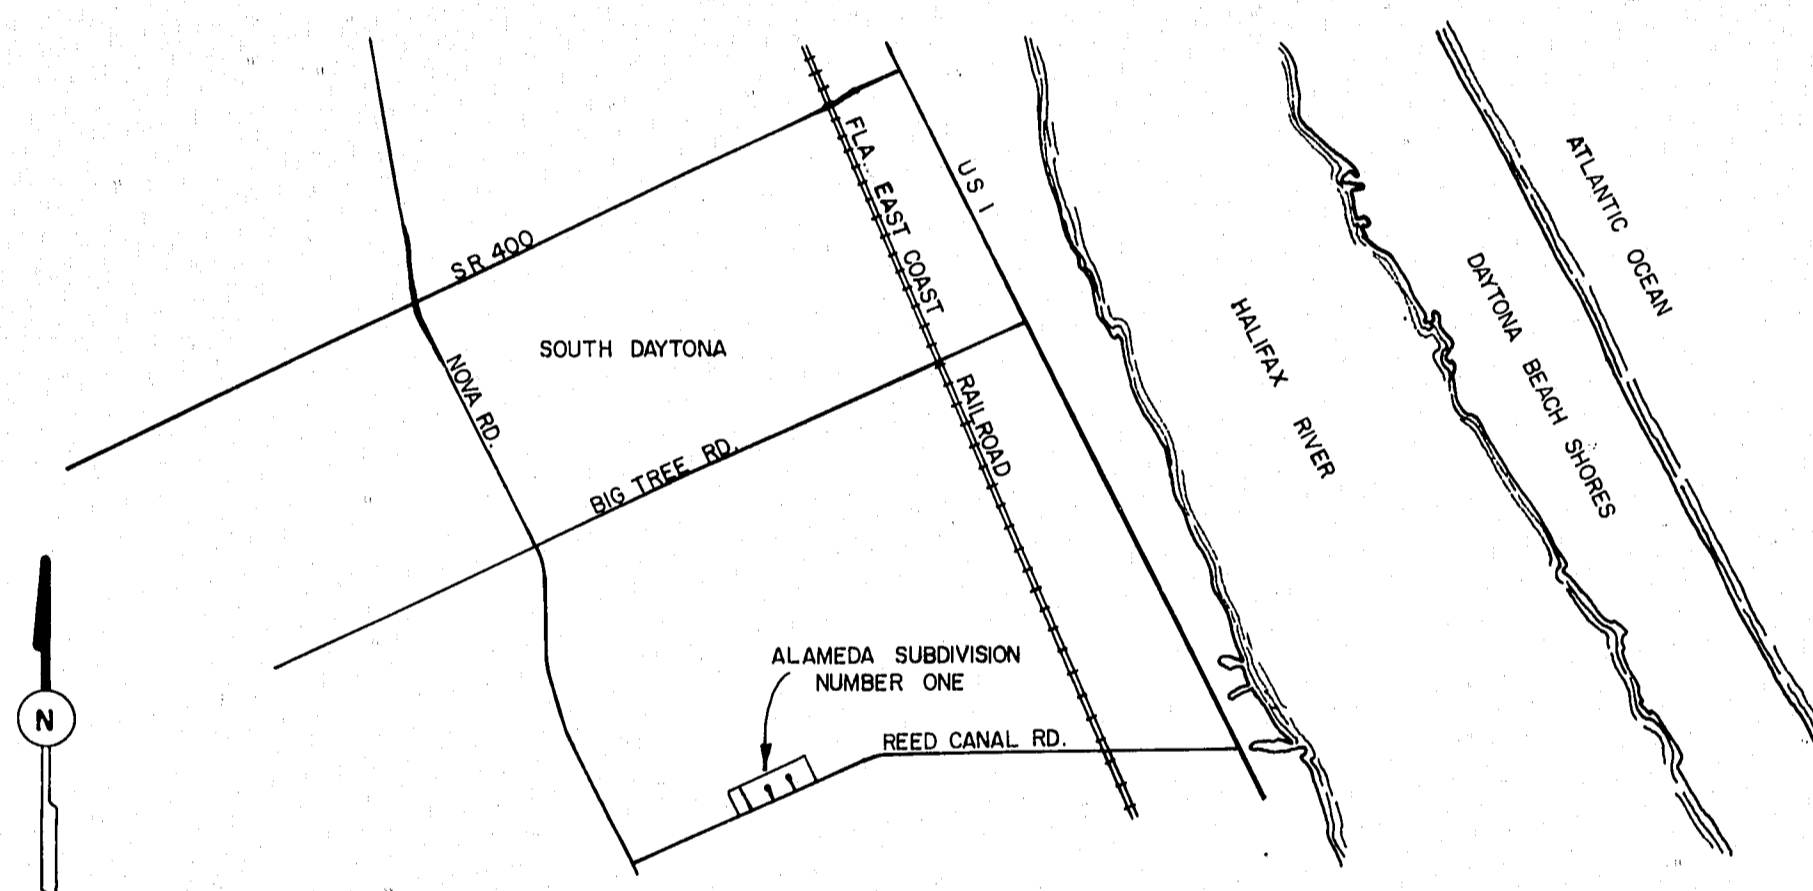 FLA. EAST COAST RAILROAD
US 1
ATLANTIC OCEAN
SR 400
DAYTONA BEACH SHORES
HALIFAX RIVER
SOUTH DAYTONA
NOVA RD.
BIG TREE RD.
ALAMEDA SUBDIVISION
NUMBER ONE
N
REED CANAL RD.